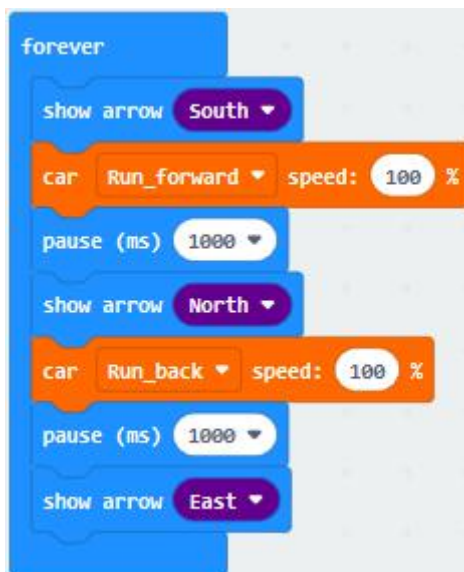 forever
show arrow South
car Run_forward speed: 100 %
pause (ms) 1000
show arrow North
car Run_back speed: 100 %
pause (ms) 1000
show arrow East